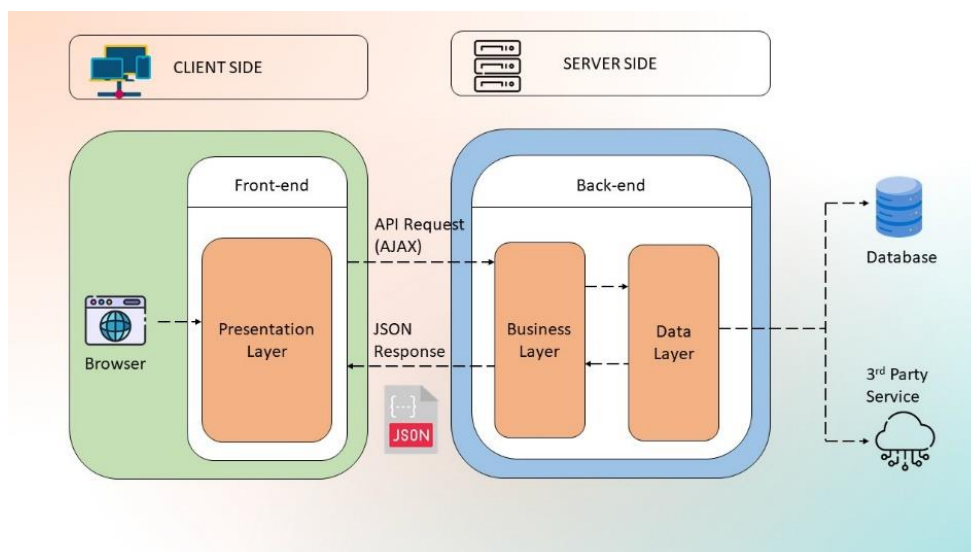 CLIENT SIDE
SERVER SIDE
Front-end
Back-end
API Request
(AJAX)
Database
Browser
Presentation
Layer
JSON
Response
Business
Layer
Data
Layer
3rd Party
Service
{---}
JSON